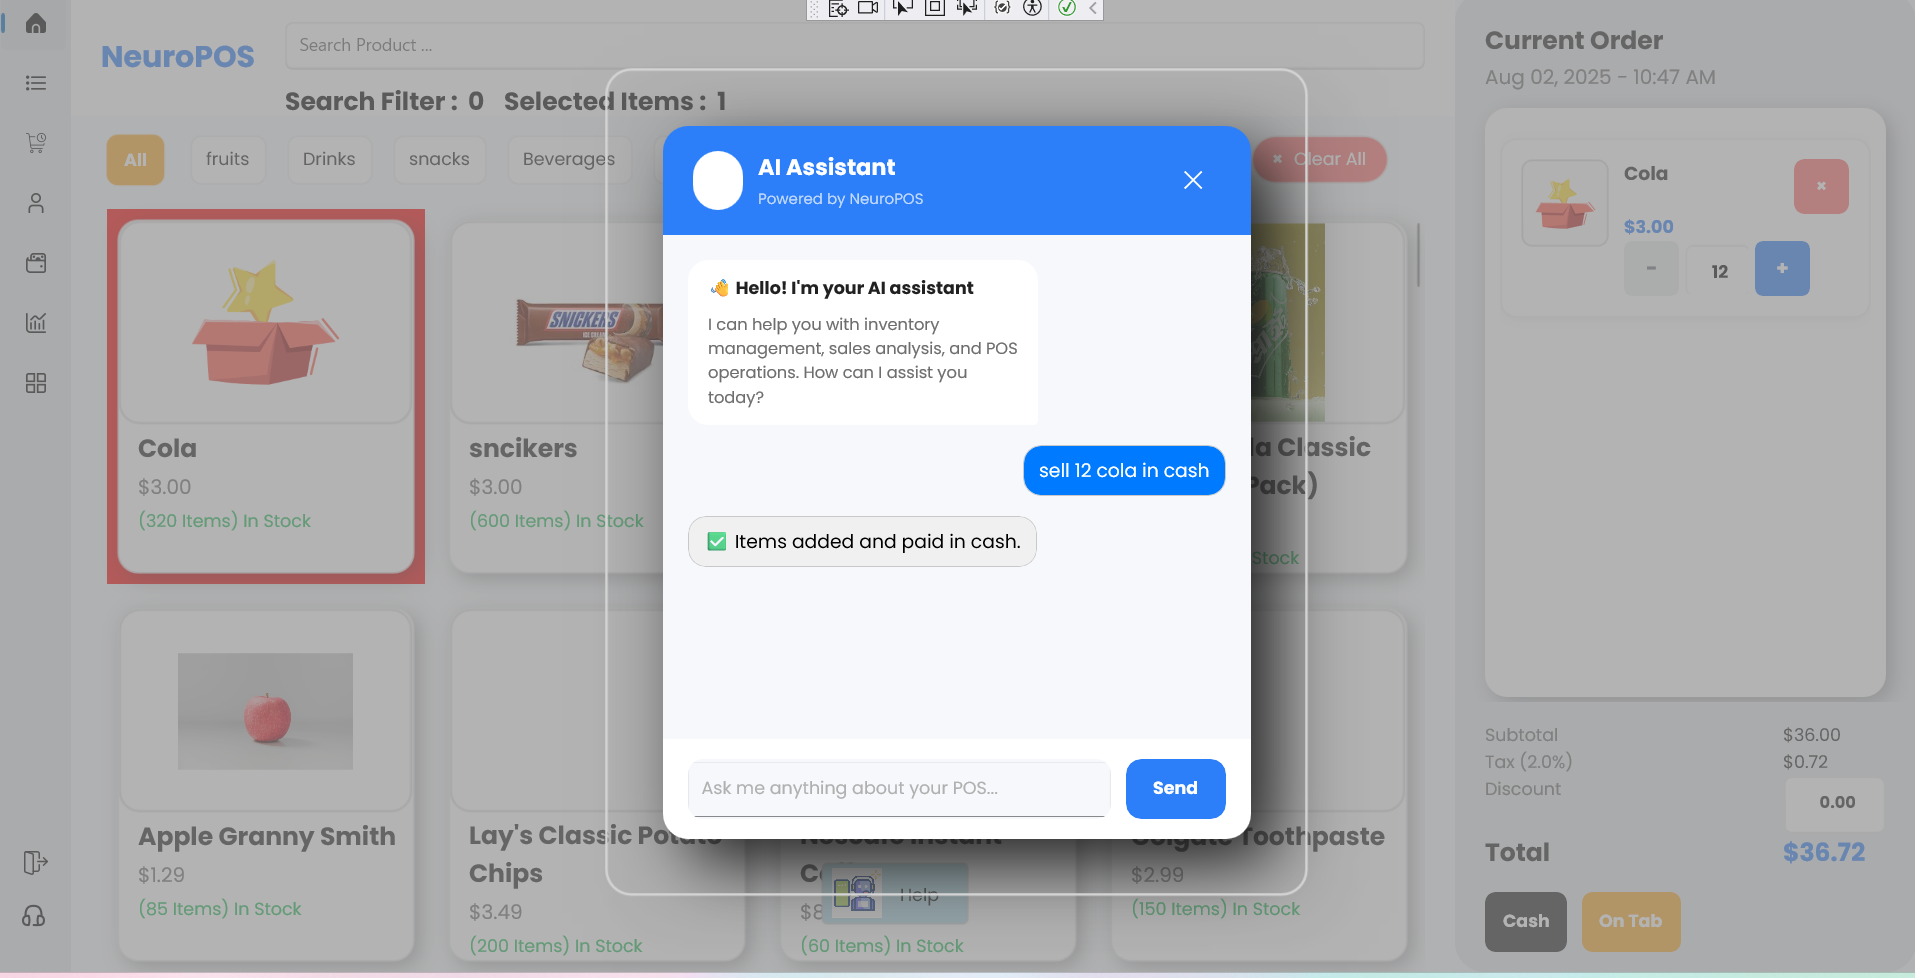 NeuroPOS
Search Product ...
Search Filter : 0 Selected Items : 1
All
fruits
Drinks
snacks
Beverages
× Clear All
Cola
$3.00
(320 Items) In Stock
SNICKERS
sncikers
$3.00
(600 Items) In Stock
la Classic
Pack)
Stock
Apple Granny Smith
$1.29
(85 Items) In Stock
Lay's Classic Potato
Chips
$3.49
(200 Items) In Stock
Instant
$8
(60 Items) In Stock
Colgate Toothpaste
$2.99
(150 Items) In Stock
Help
AI Assistant
Powered by NeuroPOS
👋 Hello! I'm your AI assistant
I can help you with inventory
management, sales analysis, and POS
operations. How can I assist you
today?
sell 12 cola in cash
✅ Items added and paid in cash.
Ask me anything about your POS...
Send
Current Order
Aug 02, 2025 - 10:47 AM
Cola
×
$3.00
- 12 +
Subtotal $36.00
Tax (2.0%) $0.72
Discount 0.00
Total $36.72
Cash
On Tab